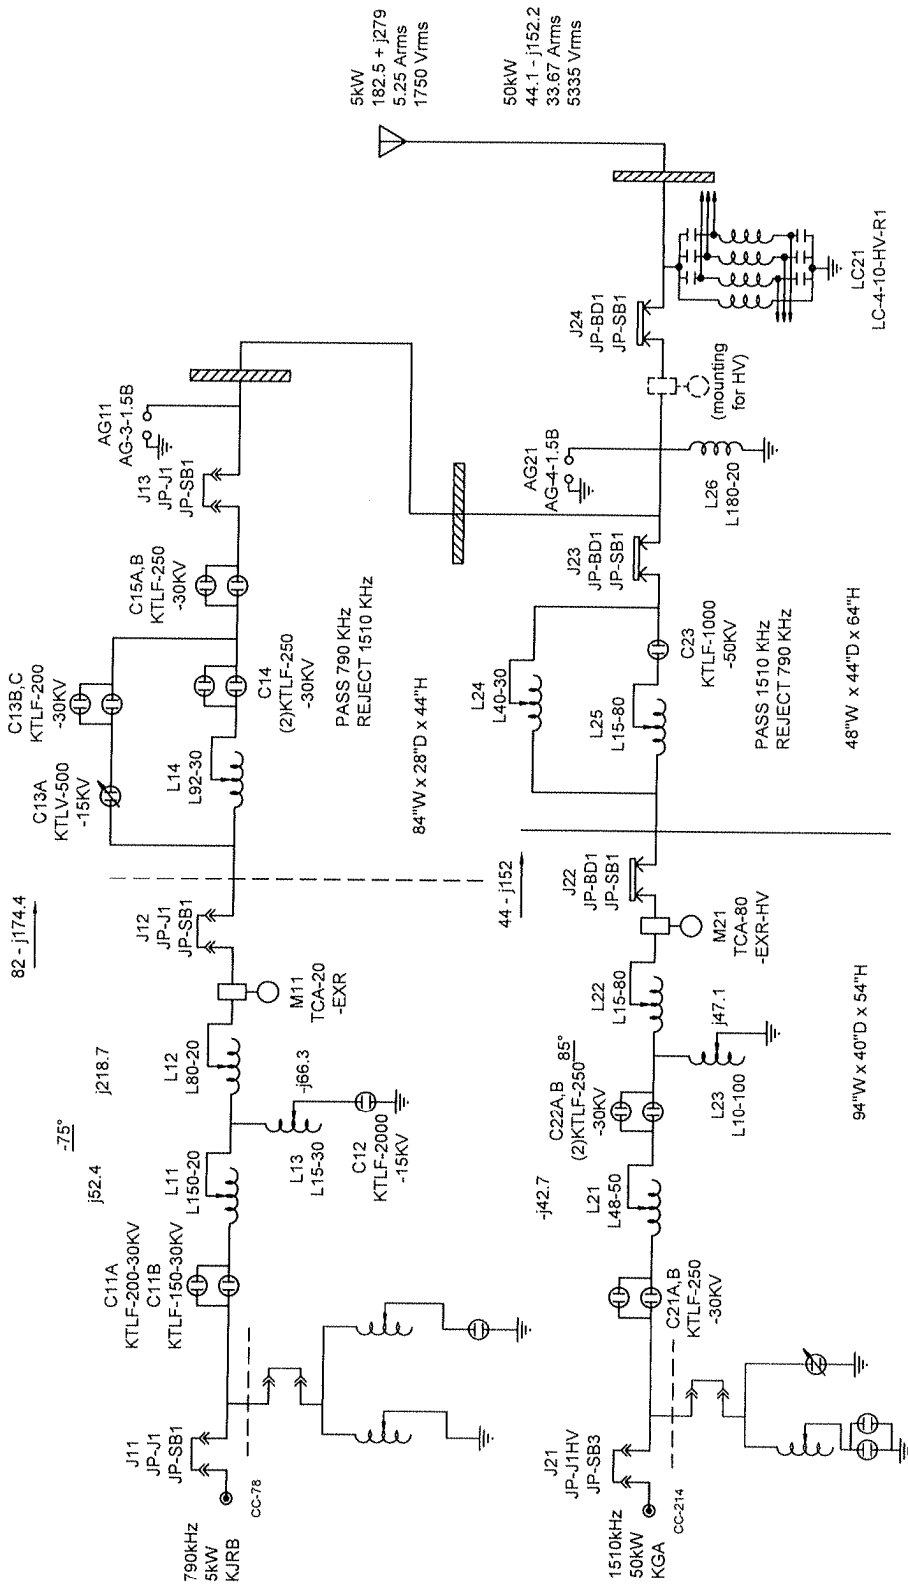 790kHz
5kW
KJRB
CC-78
J11
JP-J1
JP-SB1
C11A
KTLF-200-30KV
C11B
KTLF-150-30KV
j52.4
-75°
j218.7
L11
L150-20
L12
L80-20
L13
L15-30
-j66.3
C12
KTLF-2000
-15KV
M11
TCA-20
-EXR
82 - j174.4
J12
JP-J1
JP-SB1
C13A
KTLV-500
-15KV
C13B,C
KTLF-200
-30KV
L14
L92-30
C14
(2)KTLF-250
-30KV
C15A,B
KTLF-250
-30KV
PASS 790 KHz
REJECT 1510 KHz
84"W x 28"D x 44"H
J13
JP-J1
JP-SB1
AG11
AG-3-1.5B
5kW
182.5 + j279
5.25 Arms
1750 Vrms
50kW
44.1 - j152.2
33.67 Arms
5335 Vrms
1510kHz
50kW
KGA
CC-214
J21
JP-J1HV
JP-SB3
C21A,B
KTLF-250
-30KV
-j42.7
L21
L48-50
C22A,B
(2)KTLF-250
-30KV
85°
L22
L15-80
j47.1
L23
L10-100
M21
TCA-80
-EXR-HV
94"W x 40"D x 54"H
44 - j152
J22
JP-BD1
JP-SB1
L24
L40-30
L25
L15-80
C23
KTLF-1000
-50KV
PASS 1510 KHz
REJECT 790 KHz
48"W x 44"D x 64"H
J23
JP-BD1
JP-SB1
AG21
AG-4-1.5B
L26
L180-20
(mounting
for HV)
J24
JP-BD1
JP-SB1
LC21
LC-4-10-HV-R1